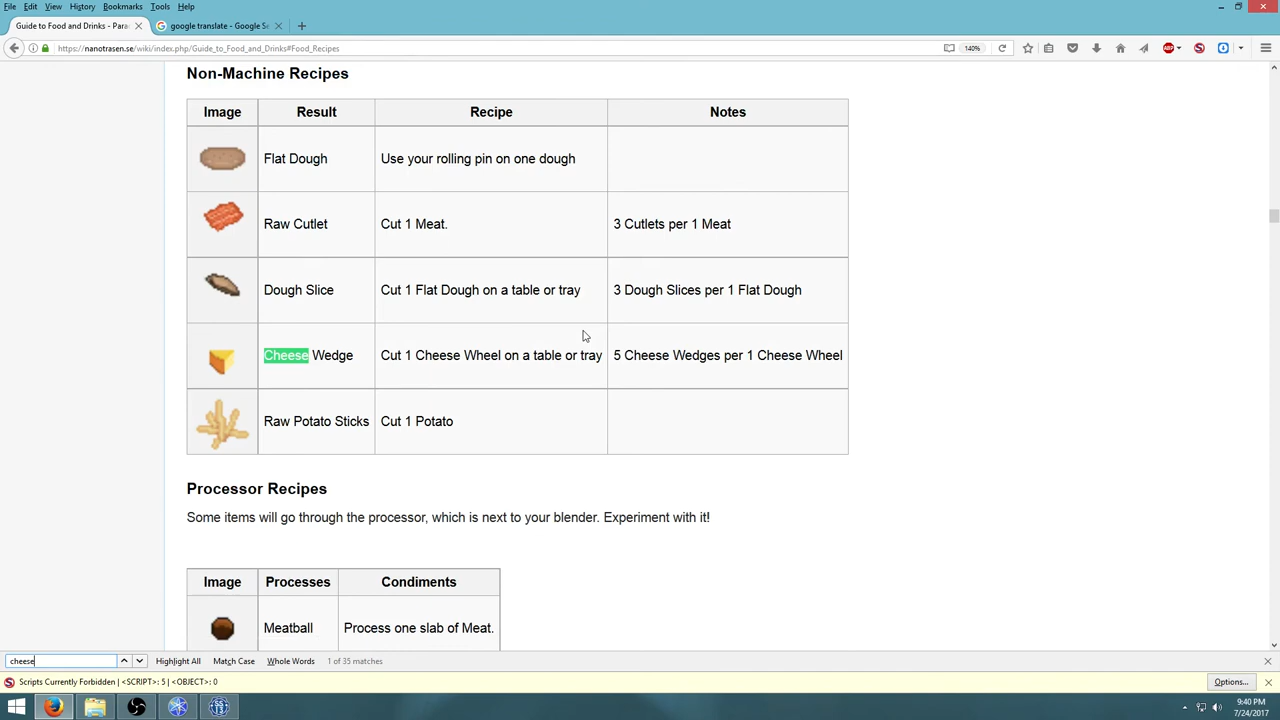 File Edit View History Bookmarks Tools Help
Guide to Food and Drinks - Para
google translate - Google Se
https://nanotrasen.se/wiki/index.php/Guide_to_Food_and_Drinks#Food_Recipes
140%
ABP
Non-Machine Recipes
Image Result Recipe Notes
Flat Dough Use your rolling pin on one dough
Raw Cutlet Cut 1 Meat. 3 Cutlets per 1 Meat
Dough Slice Cut 1 Flat Dough on a table or tray 3 Dough Slices per 1 Flat Dough
Cheese Wedge Cut 1 Cheese Wheel on a table or tray 5 Cheese Wedges per 1 Cheese Wheel
Raw Potato Sticks Cut 1 Potato
Processor Recipes
Some items will go through the processor, which is next to your blender. Experiment with it!
Image Processes Condiments
Meatball Process one slab of Meat.
cheese Highlight All Match Case Whole Words 1 of 35 matches
Scripts Currently Forbidden | <SCRIPT>: 5 | <OBJECT>: 0 Options...
9:40 PM
7/24/2017